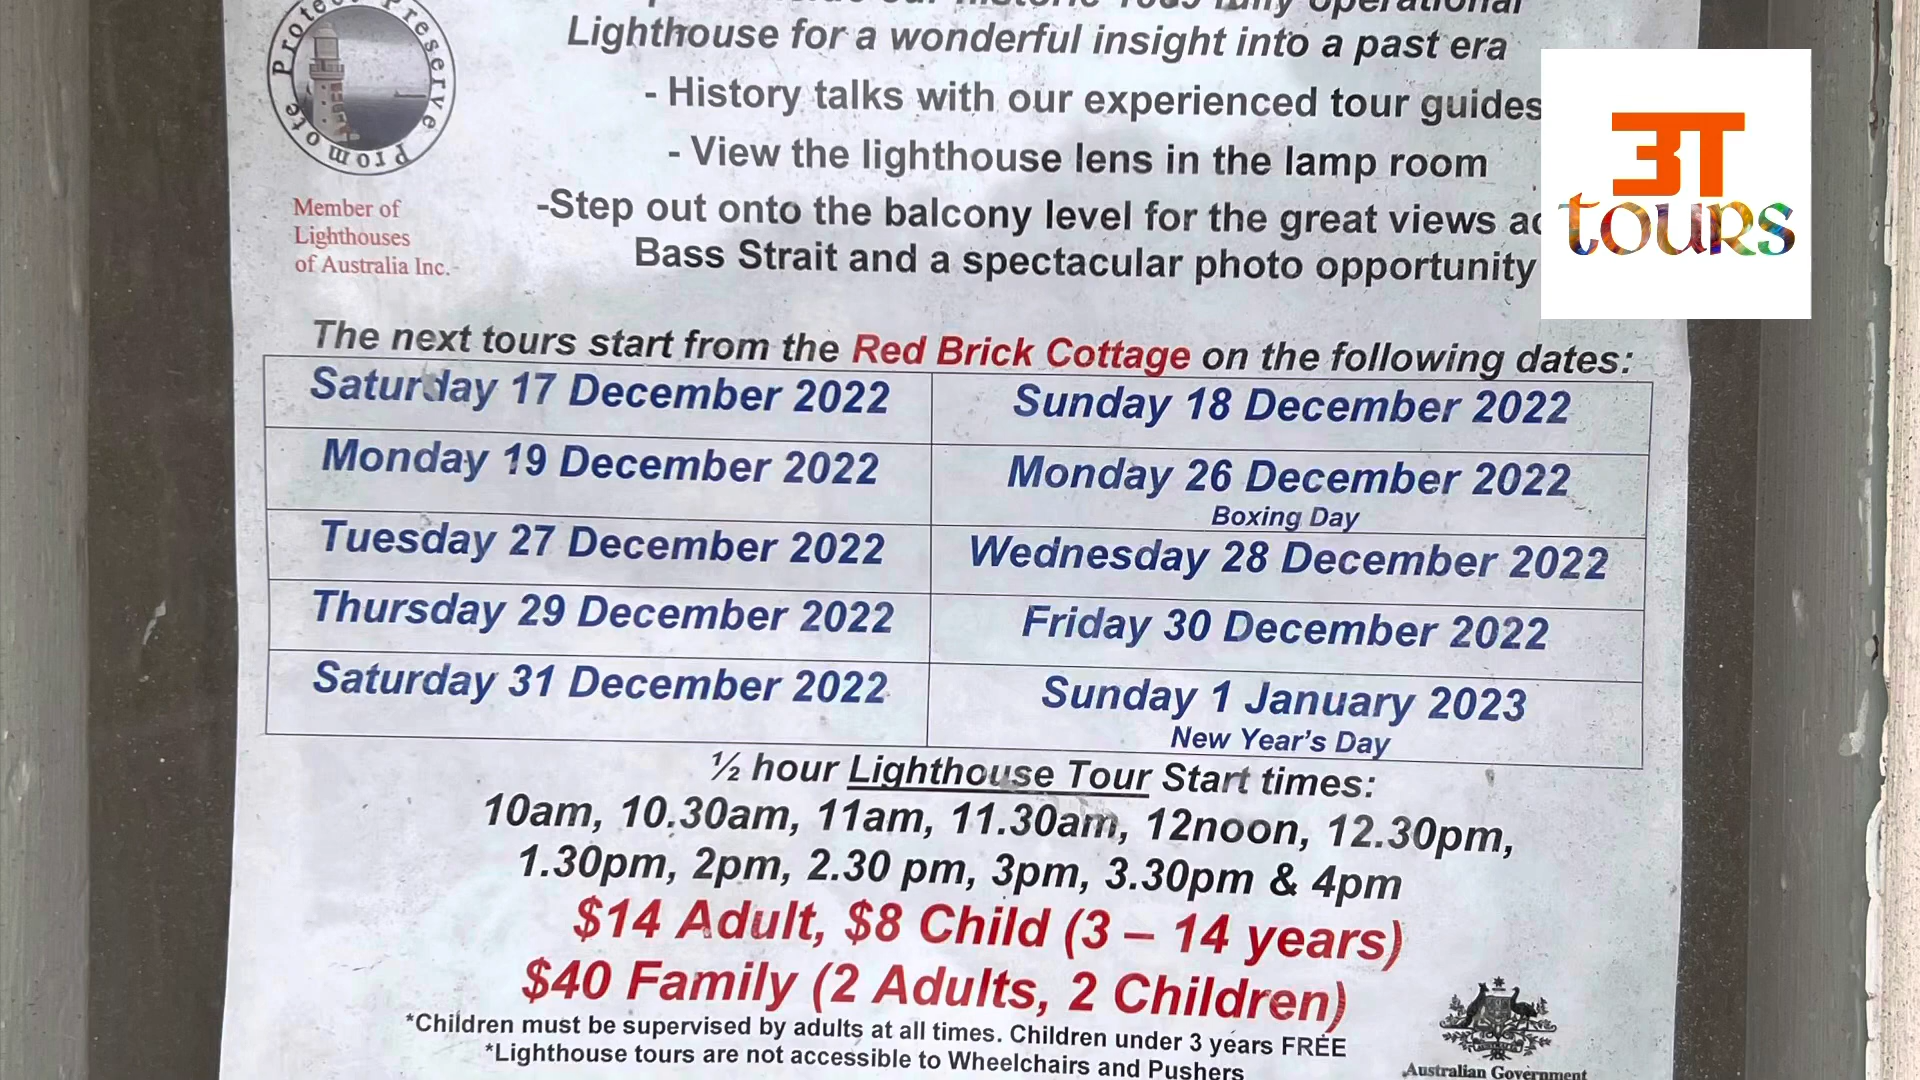 Protect Preserve Promote
Member of
Lighthouses
of Australia Inc.
operational
Lighthouse for a wonderful insight into a past era
- History talks with our experienced tour guides
- View the lighthouse lens in the lamp room
-Step out onto the balcony level for the great views
Bass Strait and a spectacular photo opportunity
उT
tours
The next tours start from the Red Brick Cottage on the following dates:
Saturday 17 December 2022
Sunday 18 December 2022
Monday 19 December 2022
Monday 26 December 2022
Boxing Day
Tuesday 27 December 2022
Wednesday 28 December 2022
Thursday 29 December 2022
Friday 30 December 2022
Saturday 31 December 2022
Sunday 1 January 2023
New Year's Day
½ hour Lighthouse Tour Start times:
10am, 10.30am, 11am, 11.30am, 12noon, 12.30pm,
1.30pm, 2pm, 2.30 pm, 3pm, 3.30pm & 4pm
$14 Adult, $8 Child (3 – 14 years)
$40 Family (2 Adults, 2 Children)
*Children must be supervised by adults at all times. Children under 3 years FREE
*Lighthouse tours are not accessible to Wheelchairs and Pushers
Australian Government